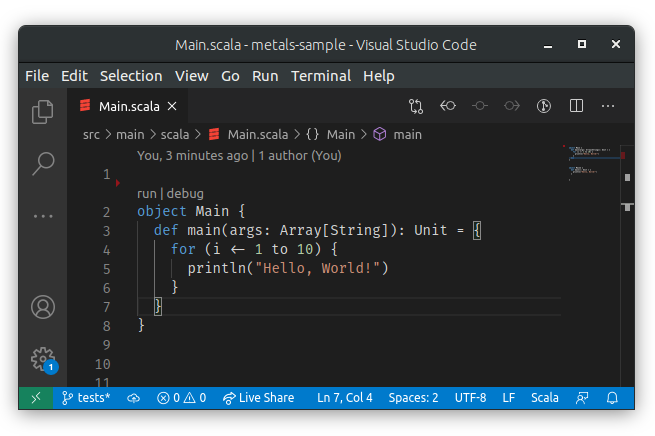 Main.scala - metals-sample - Visual Studio Code
File Edit Selection View Go Run Terminal Help
Main.scala
src > main > scala > Main.scala > {} Main > main
You, 3 minutes ago | 1 author (You)
1
run | debug
2 object Main {
3 def main(args: Array[String]): Unit = {
4 for (i ← 1 to 10) {
5 println("Hello, World!")
6 }
7 }
8 }
9
10
11
1
tests* 0 0 Live Share Ln 7, Col 4 Spaces: 2 UTF-8 LF Scala